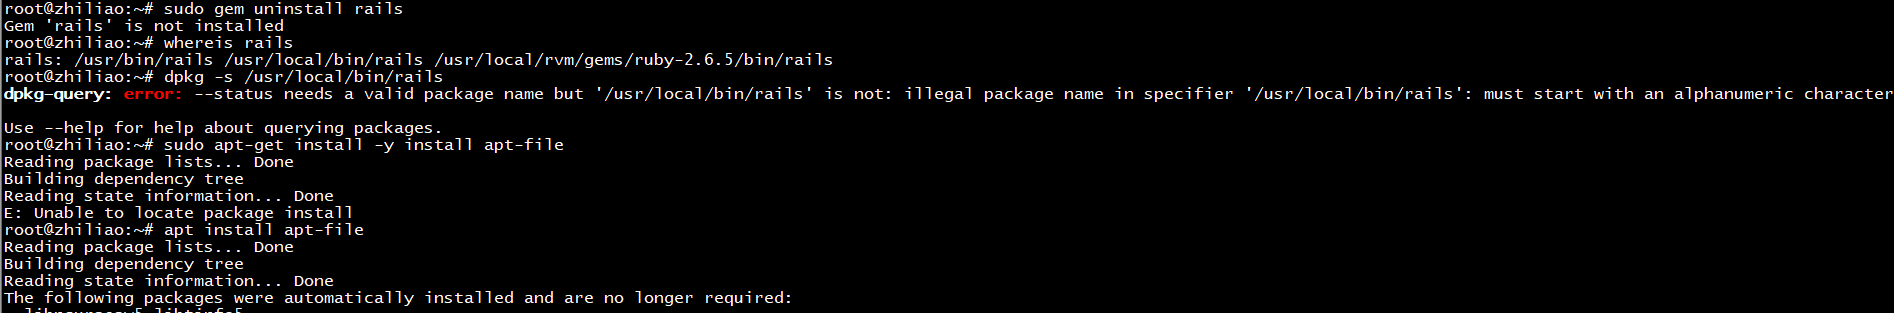 root@zhiliao:~# sudo gem uninstall rails
Gem 'rails' is not installed
root@zhiliao:~# whereis rails
rails: /usr/bin/rails /usr/local/bin/rails /usr/local/rvm/gems/ruby-2.6.5/bin/rails
root@zhiliao:~# dpkg -s /usr/local/bin/rails
dpkg-query: error: --status needs a valid package name but '/usr/local/bin/rails' is not: illegal package name in specifier '/usr/local/bin/rails': must start with an alphanumeric character
Use --help for help about querying packages.
root@zhiliao:~# sudo apt-get install -y install apt-file
Reading package lists... Done
Building dependency tree
Reading state information... Done
E: Unable to locate package install
root@zhiliao:~# apt install apt-file
Reading package lists... Done
Building dependency tree
Reading state information... Done
The following packages were automatically installed and are no longer required: